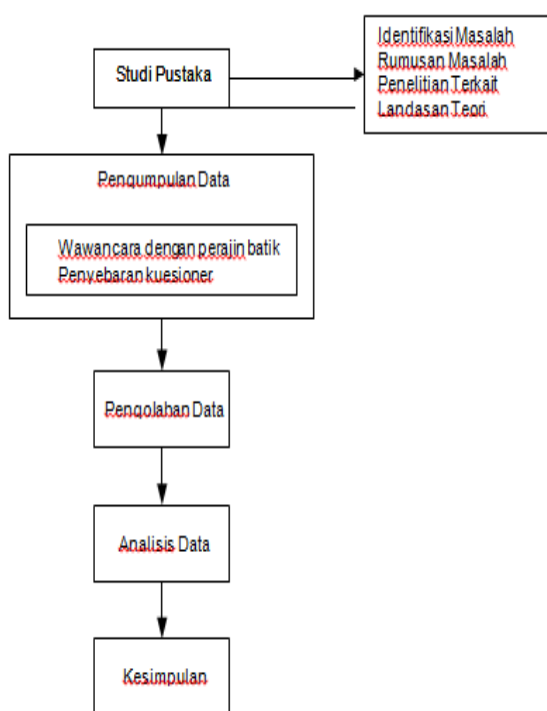 Studi Pustaka
Identifikasi Masalah
Rumusan Masalah
Penelitian Terkait
Landasan Teori
Pengumpulan Data
Wawancara dengan perajin batik
Penyebaran kuesioner
Pengolahan Data
Analisis Data
Kesimpulan